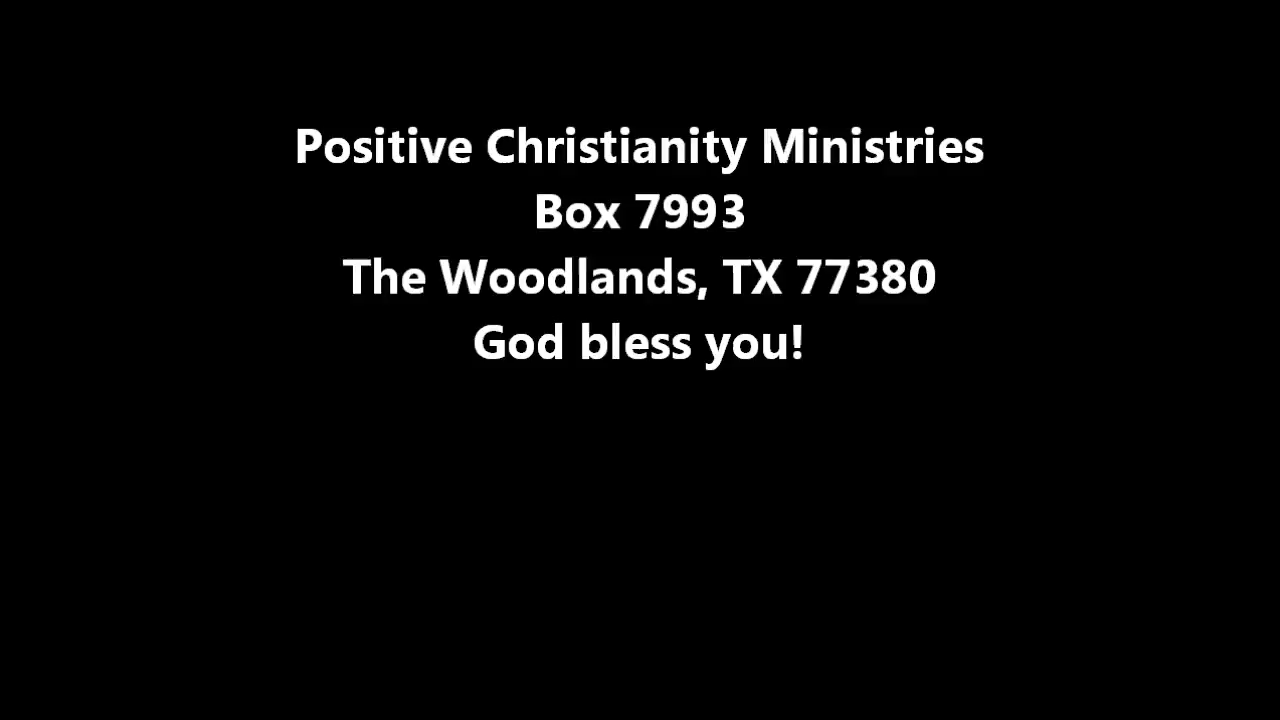 Positive Christianity Ministries
Box 7993
The Woodlands, TX 77380
God bless you!